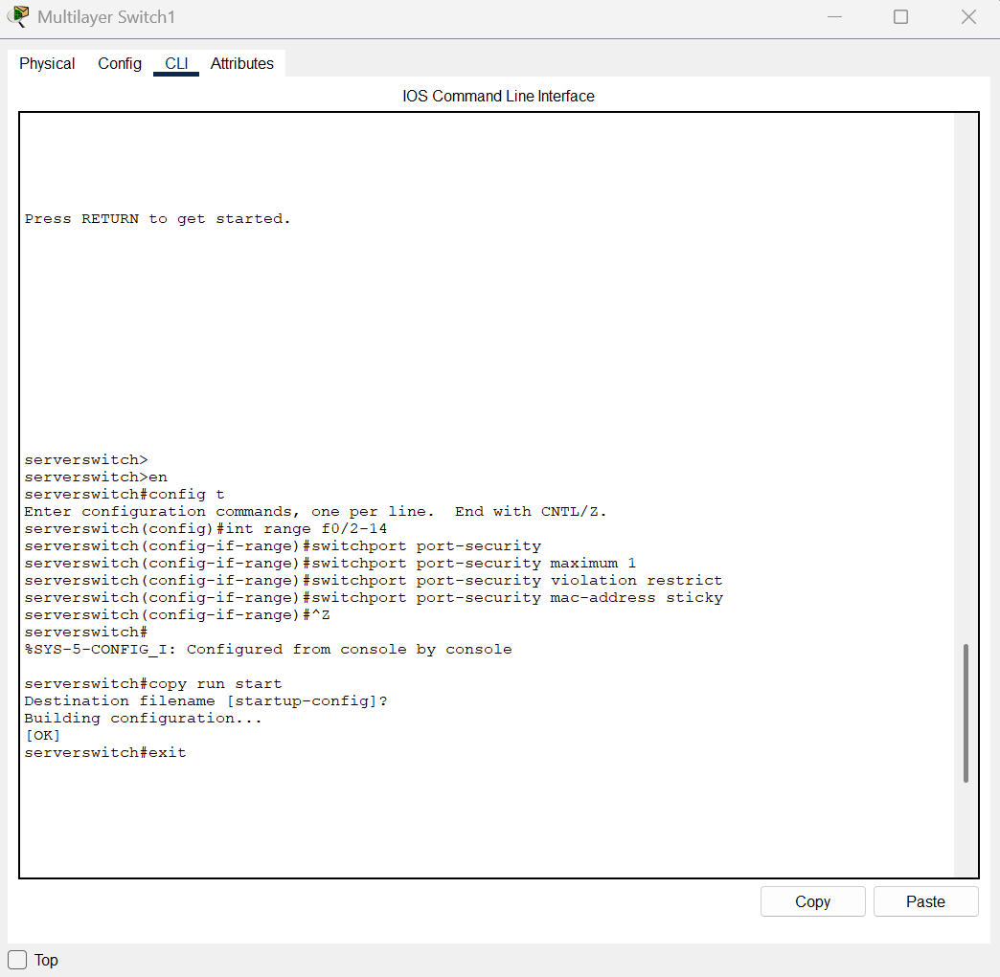 Multilayer Switch1
Physical Config CLI Attributes
IOS Command Line Interface
Press RETURN to get started.
serverswitch>
serverswitch>en
serverswitch#config t
Enter configuration commands, one per line.  End with CNTL/Z.
serverswitch(config)#int range f0/2-14
serverswitch(config-if-range)#switchport port-security
serverswitch(config-if-range)#switchport port-security maximum 1
serverswitch(config-if-range)#switchport port-security violation restrict
serverswitch(config-if-range)#switchport port-security mac-address sticky
serverswitch(config-if-range)#^Z
serverswitch#
%SYS-5-CONFIG_I: Configured from console by console
serverswitch#copy run start
Destination filename [startup-config]?
Building configuration...
[OK]
serverswitch#exit
Copy Paste
Top